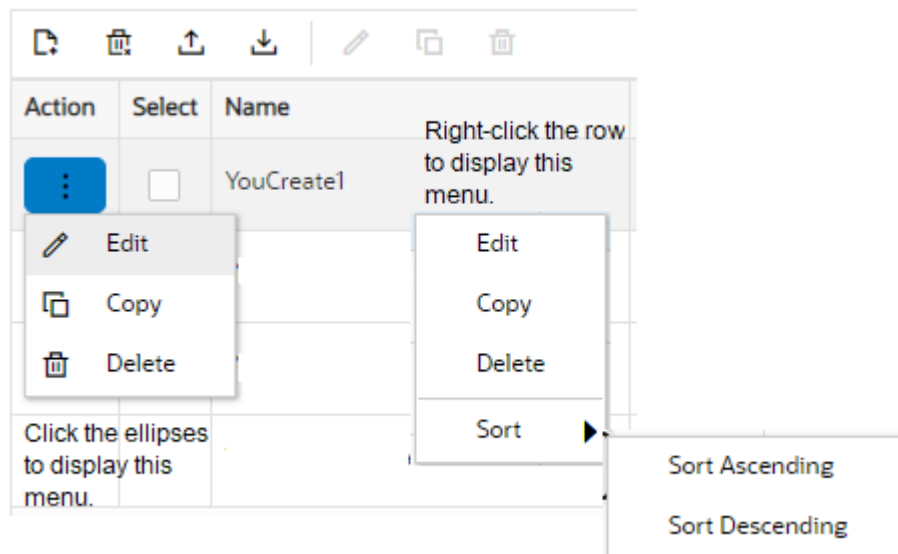 Action Select Name
Right-click the row
to display this
menu.
YouCreate1
Edit
Copy
Delete
Click the ellipses
to display this
menu.
Edit
Copy
Delete
Sort
Sort Ascending
Sort Descending